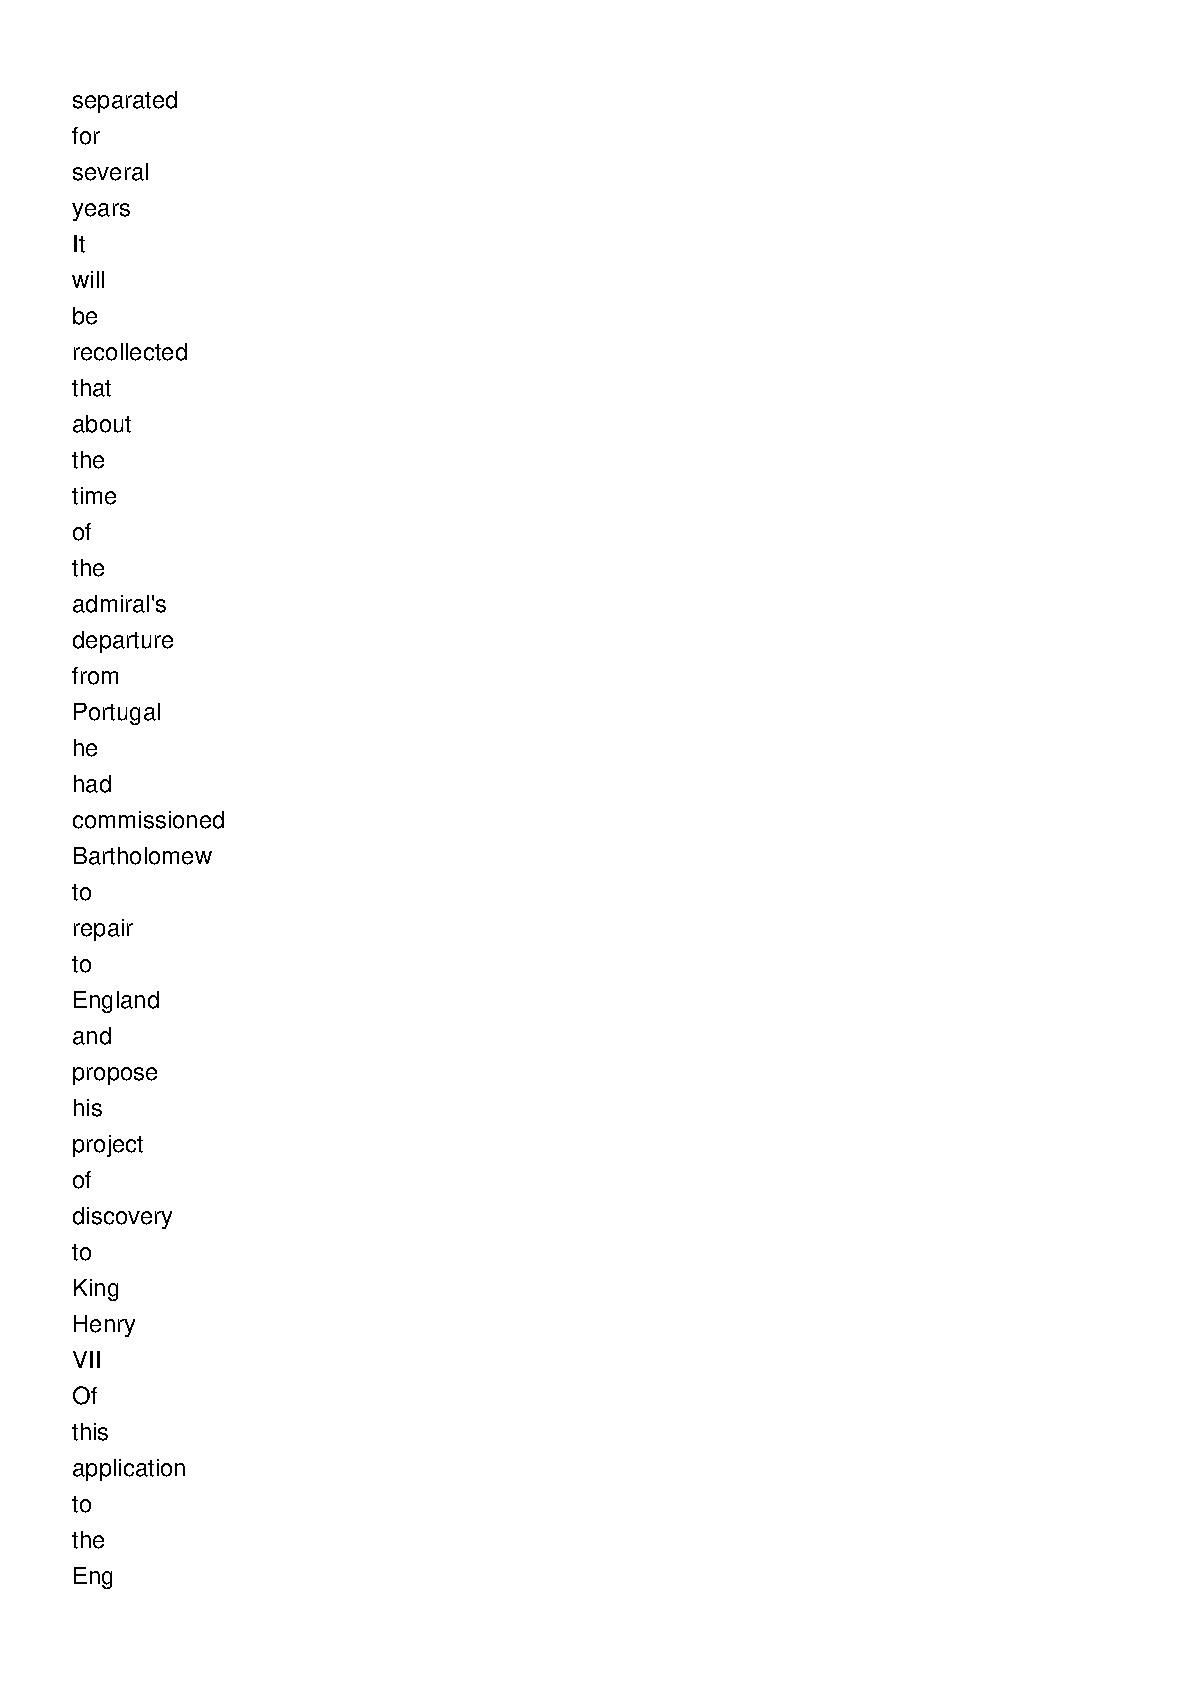 separated
for
several
years
It
will
be
recollected
that
about
the
time
of
the
admiral's
departure
from
Portugal
he
had
commissioned
Bartholomew
to
repair
to
England
and
propose
his
project
of
discovery
to
King
Henry
VII
Of
this
application
to
the
Eng